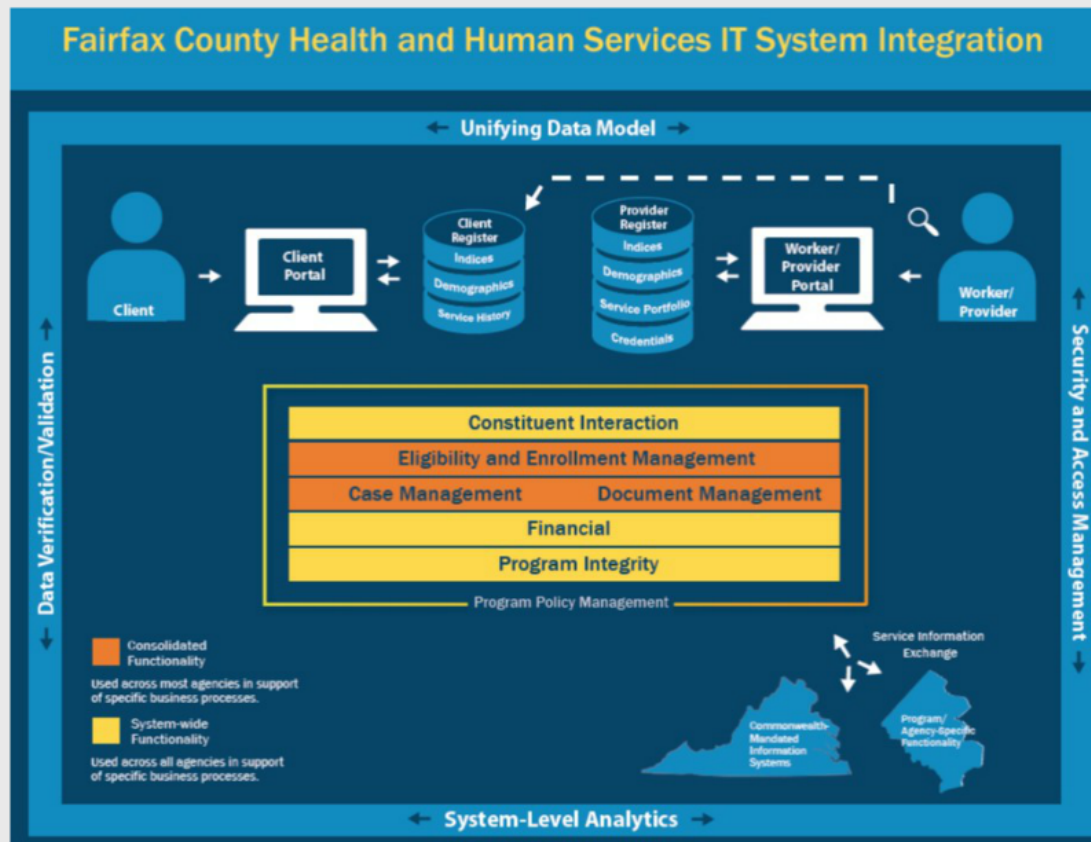 Fairfax County Health and Human Services IT System Integration
Unifying Data Model
Client
Client
Portal
Client
Register
Indices
Demographics
Service History
Provider
Register
Indices
Demographics
Service Portfolio
Credentials
Worker/
Provider
Portal
Worker/
Provider
Data Verification/Validation
Security and Access Management
Constituent Interaction
Eligibility and Enrollment Management
Case Management Document Management
Financial
Program Integrity
Program Policy Management
Consolidated
Functionality
Used across most agencies in support
of specific business processes.
System-wide
Functionality
Used across all agencies in support
of specific business processes.
Service Information
Exchange
Commonwealth-
Mandated
Information
Systems
Program/
Agency-Specific
Functionality
System-Level Analytics